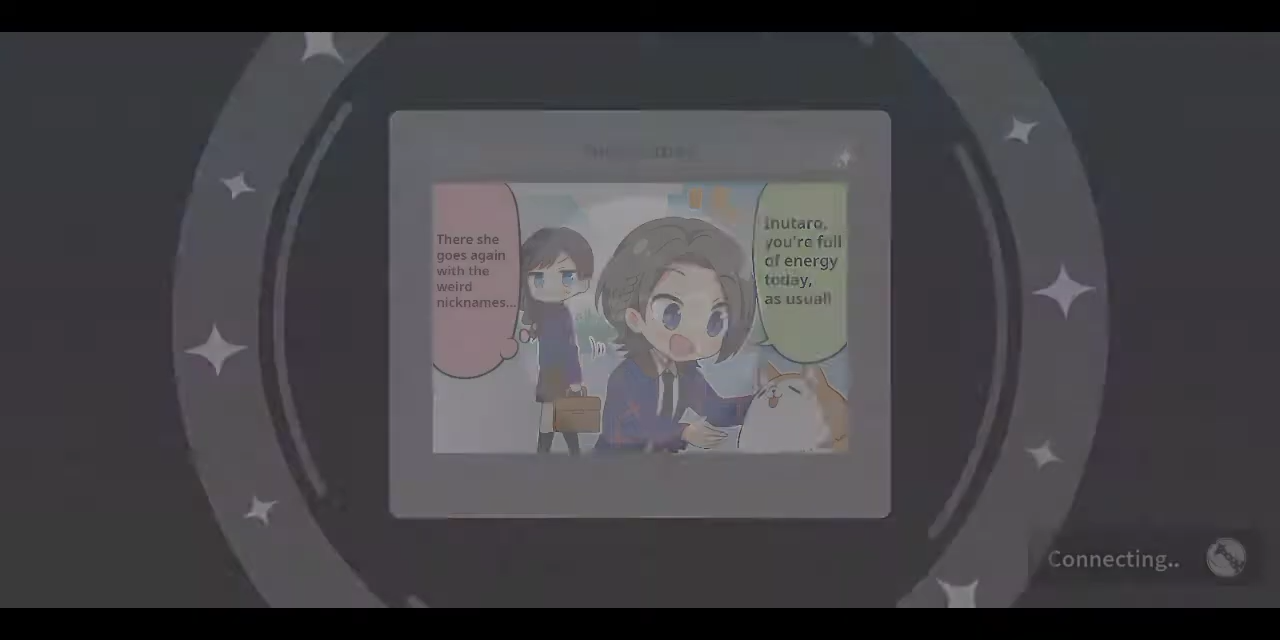 There she
goes again
with the
weird
nicknames...
Inutaro,
you're full
of energy
today,
as usual!
Connecting..